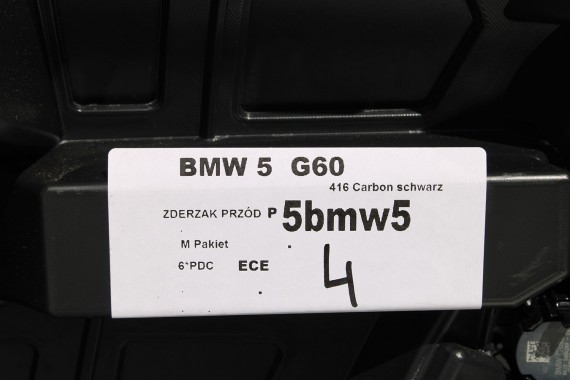 BMW 5 G60
416 Carbon schwarz
ZDERZAK PRZÓD P 5bmw5
M Pakiet
6*PDC ECE 4